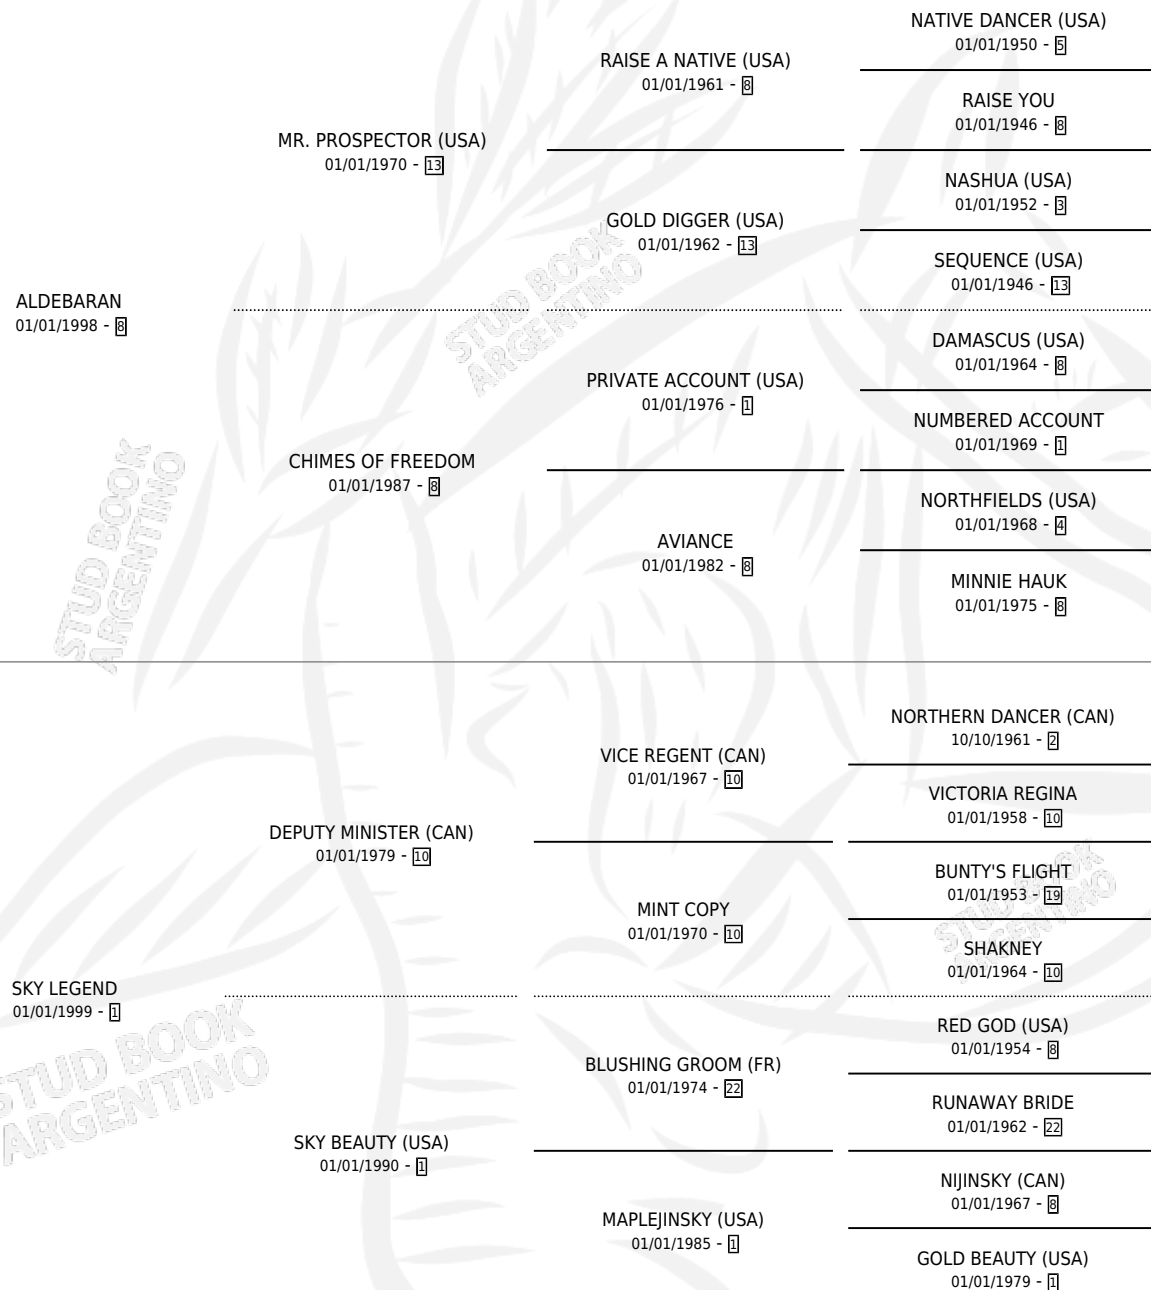 NATIVE DANCER (USA)
01/01/1950 - 5
RAISE A NATIVE (USA)
01/01/1961 - 8
RAISE YOU
01/01/1946 - 8
MR. PROSPECTOR (USA)
01/01/1970 - 13
NASHUA (USA)
01/01/1952 - 3
GOLD DIGGER (USA)
01/01/1962 - 13
SEQUENCE (USA)
01/01/1946 - 13
ALDEBARAN
01/01/1998 - 8
DAMASCUS (USA)
01/01/1964 - 8
PRIVATE ACCOUNT (USA)
01/01/1976 - 1
NUMBERED ACCOUNT
01/01/1969 - 1
CHIMES OF FREEDOM
01/01/1987 - 8
NORTHFIELDS (USA)
01/01/1968 - 4
AVIANCE
01/01/1982 - 8
MINNIE HAUK
01/01/1975 - 8
STUD BOOK
ARGENTINO
STUD BOOK
ARGENTINO
NORTHERN DANCER (CAN)
10/10/1961 - 2
VICE REGENT (CAN)
01/01/1967 - 10
VICTORIA REGINA
01/01/1958 - 10
DEPUTY MINISTER (CAN)
01/01/1979 - 10
BUNTY'S FLIGHT
01/01/1953 - 19
MINT COPY
01/01/1970 - 10
SHAKNEY
01/01/1964 - 10
SKY LEGEND
01/01/1999 - 1
RED GOD (USA)
01/01/1954 - 8
BLUSHING GROOM (FR)
01/01/1974 - 22
RUNAWAY BRIDE
01/01/1962 - 22
SKY BEAUTY (USA)
01/01/1990 - 1
NIJINSKY (CAN)
01/01/1967 - 8
MAPLEJINSKY (USA)
01/01/1985 - 1
GOLD BEAUTY (USA)
01/01/1979 - 1
STUD BOOK
ARGENTINO
STUD BOOK
ARGENTINO